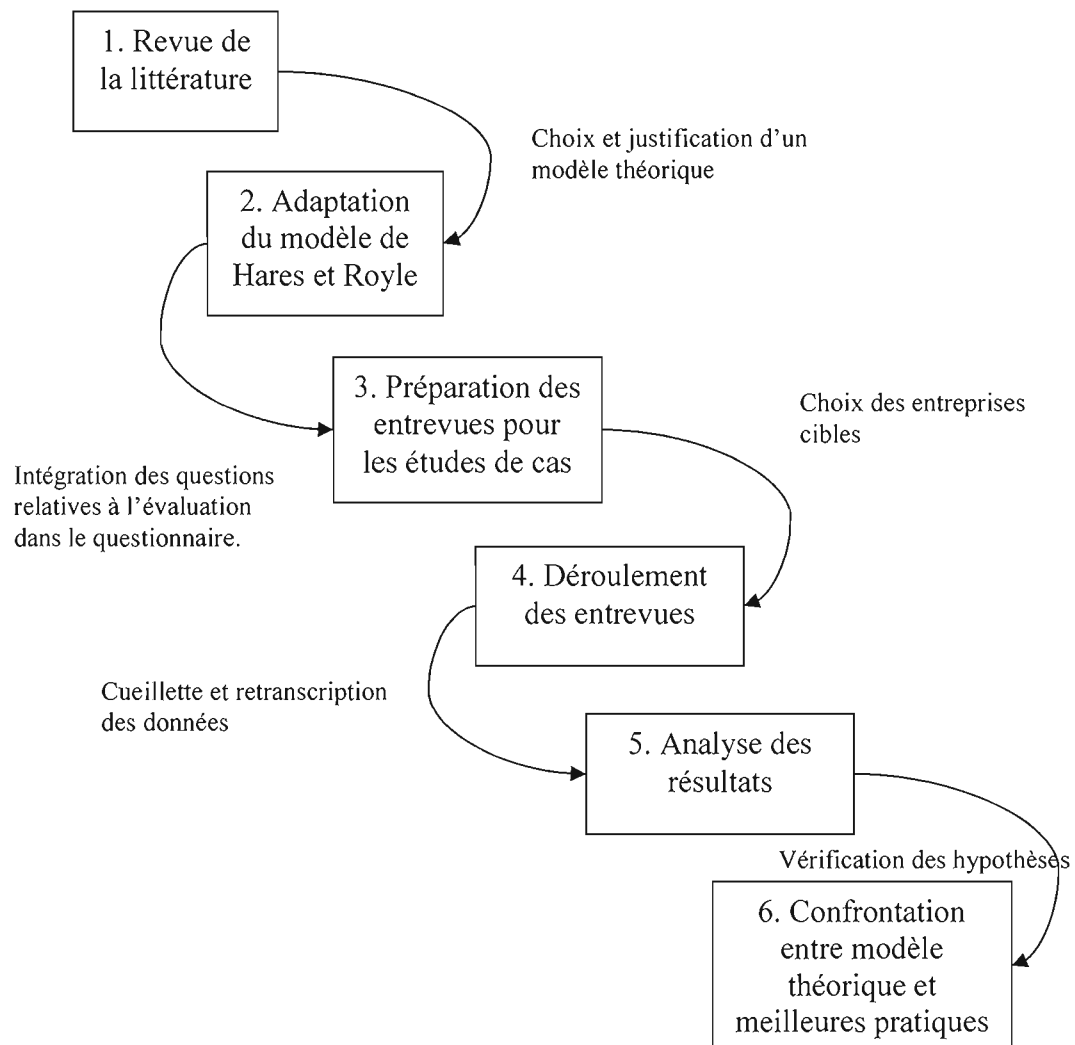 1. Revue de
la littérature
Choix et justification d’un
modèle théorique
2. Adaptation
du modèle de
Hares et Royle
Intégration des questions
relatives à l’évaluation
dans le questionnaire.
3. Préparation des
entrevues pour
les études de cas
Choix des entreprises
cibles
4. Déroulement
des entrevues
Cueillette et retranscription
des données
5. Analyse des
résultats
Vérification des hypothèses
6. Confrontation
entre modèle
théorique et
meilleures pratiques